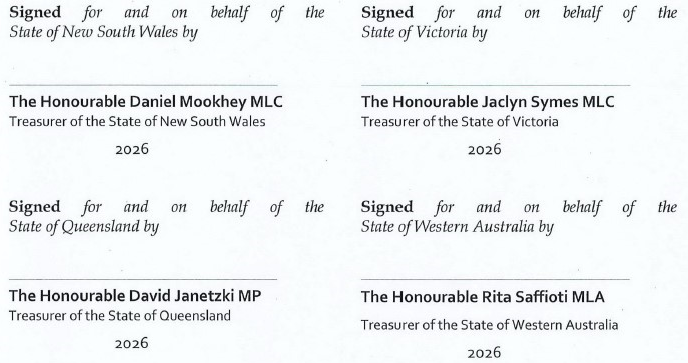 Signed for and on behalf of the
State of New South Wales by
The Honourable Daniel Mookhey MLC
Treasurer of the State of New South Wales
2026
Signed for and on behalf of the
State of Victoria by
The Honourable Jaclyn Symes MLC
Treasurer of the State of Victoria
2026
Signed for and on behalf of the
State of Queensland by
The Honourable David Janetzki MP
Treasurer of the State of Queensland
2026
Signed for and on behalf of the
State of Western Australia by
The Honourable Rita Saffioti MLA
Treasurer of the State of Western Australia
2026